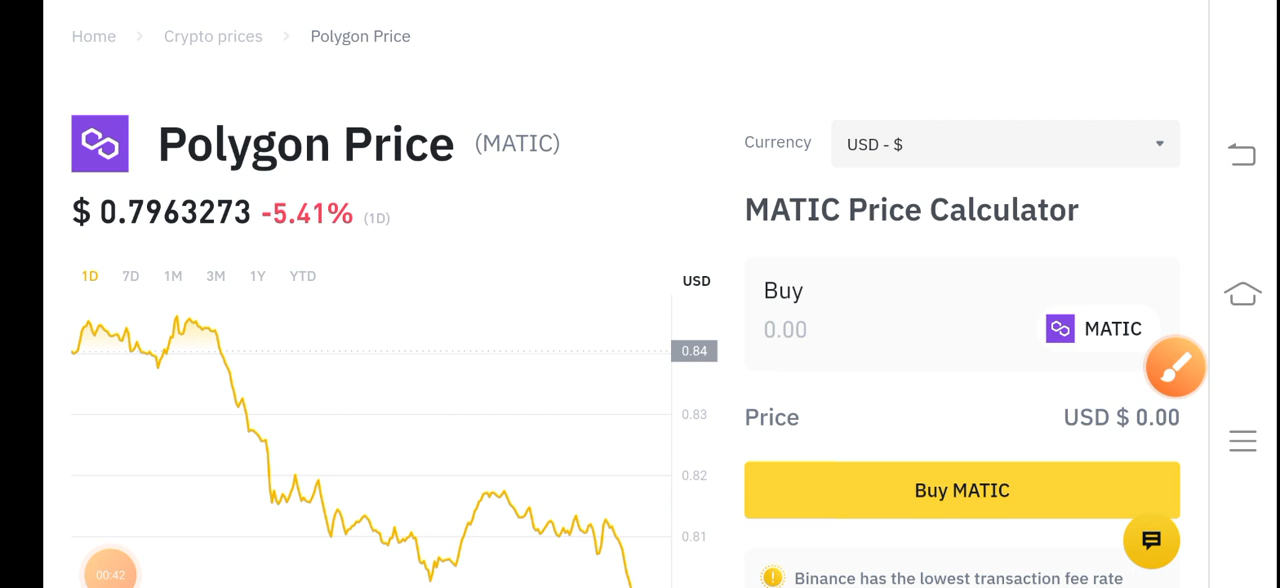 Home > Crypto prices > Polygon Price
Polygon Price (MATIC)
$ 0.7963273 -5.41% (1D)
1D 7D 1M 3M 1Y YTD
USD
0.84
0.83
0.82
0.81
00:42
Currency USD - $
MATIC Price Calculator
Buy
0.00 MATIC
Price USD $ 0.00
Buy MATIC
Binance has the lowest transaction fee rate